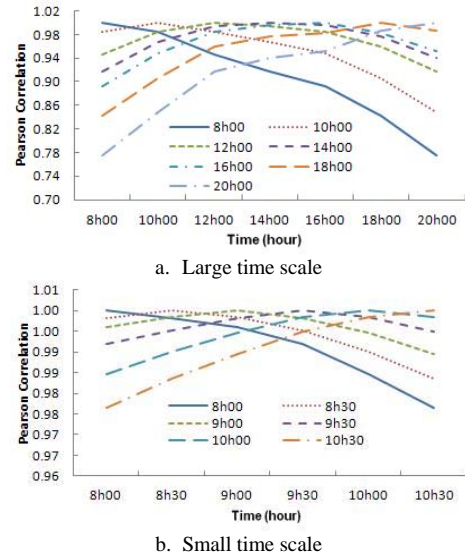 1.02
0.98
0.94
0.90
0.86
0.82
0.78
0.74
0.70
Pearson Correlation
8h00 10h00
12h00 14h00
16h00 18h00
20h00
8h00 10h00 12h00 14h00 16h00 18h00 20h00
Time (hour)
a. Large time scale
1.01
1.00
1.00
0.99
0.99
0.98
0.98
0.97
0.97
0.96
Pearson Correlation
8h00 8h30
9h00 9h30
10h00 10h30
8h00 8h30 9h00 9h30 10h00 10h30
Time (hour)
b. Small time scale